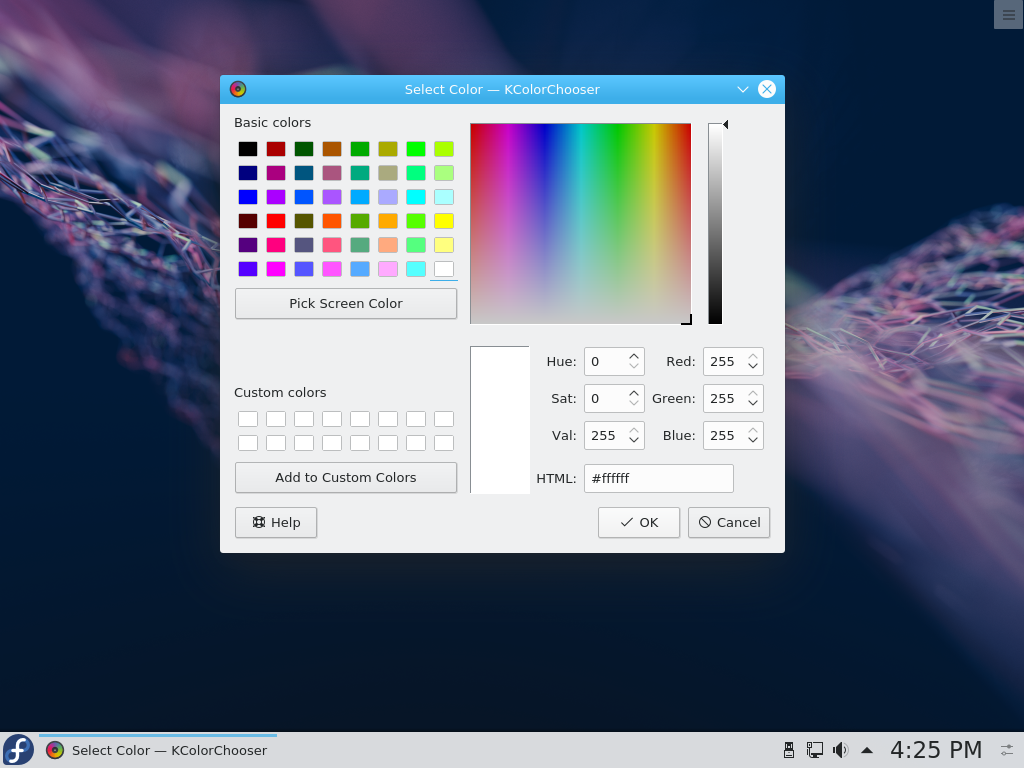 Select Color — KColorChooser
Basic colors
Pick Screen Color
Custom colors
Add to Custom Colors
Hue: 0 Red: 255
Sat: 0 Green: 255
Val: 255 Blue: 255
HTML: #ffffff
Help OK Cancel
Select Color — KColorChooser 4:25 PM